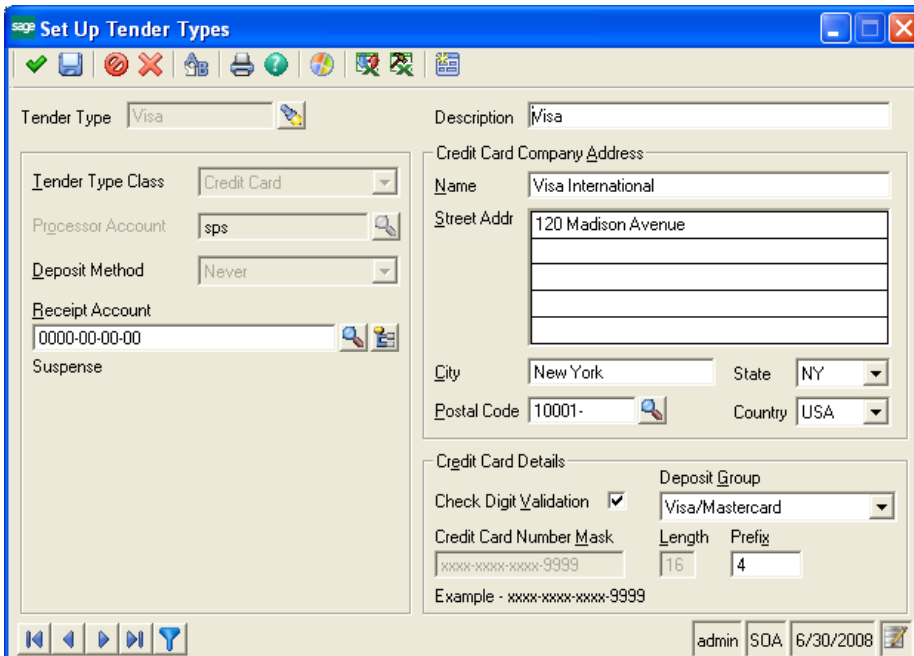 sage Set Up Tender Types
Tender Type Visa
Description Visa
Tender Type Class Credit Card
Processor Account sps
Deposit Method Never
Receipt Account
0000-00-00-00
Suspense
Credit Card Company Address
Name Visa International
Street Addr 120 Madison Avenue
City New York State NY
Postal Code 10001- Country USA
Credit Card Details
Deposit Group
Check Digit Validation Visa/Mastercard
Credit Card Number Mask Length Prefix
xxxx-xxxx-xxxx-9999 16 4
Example - xxxx-xxxx-xxxx-9999
admin SOA 6/30/2008